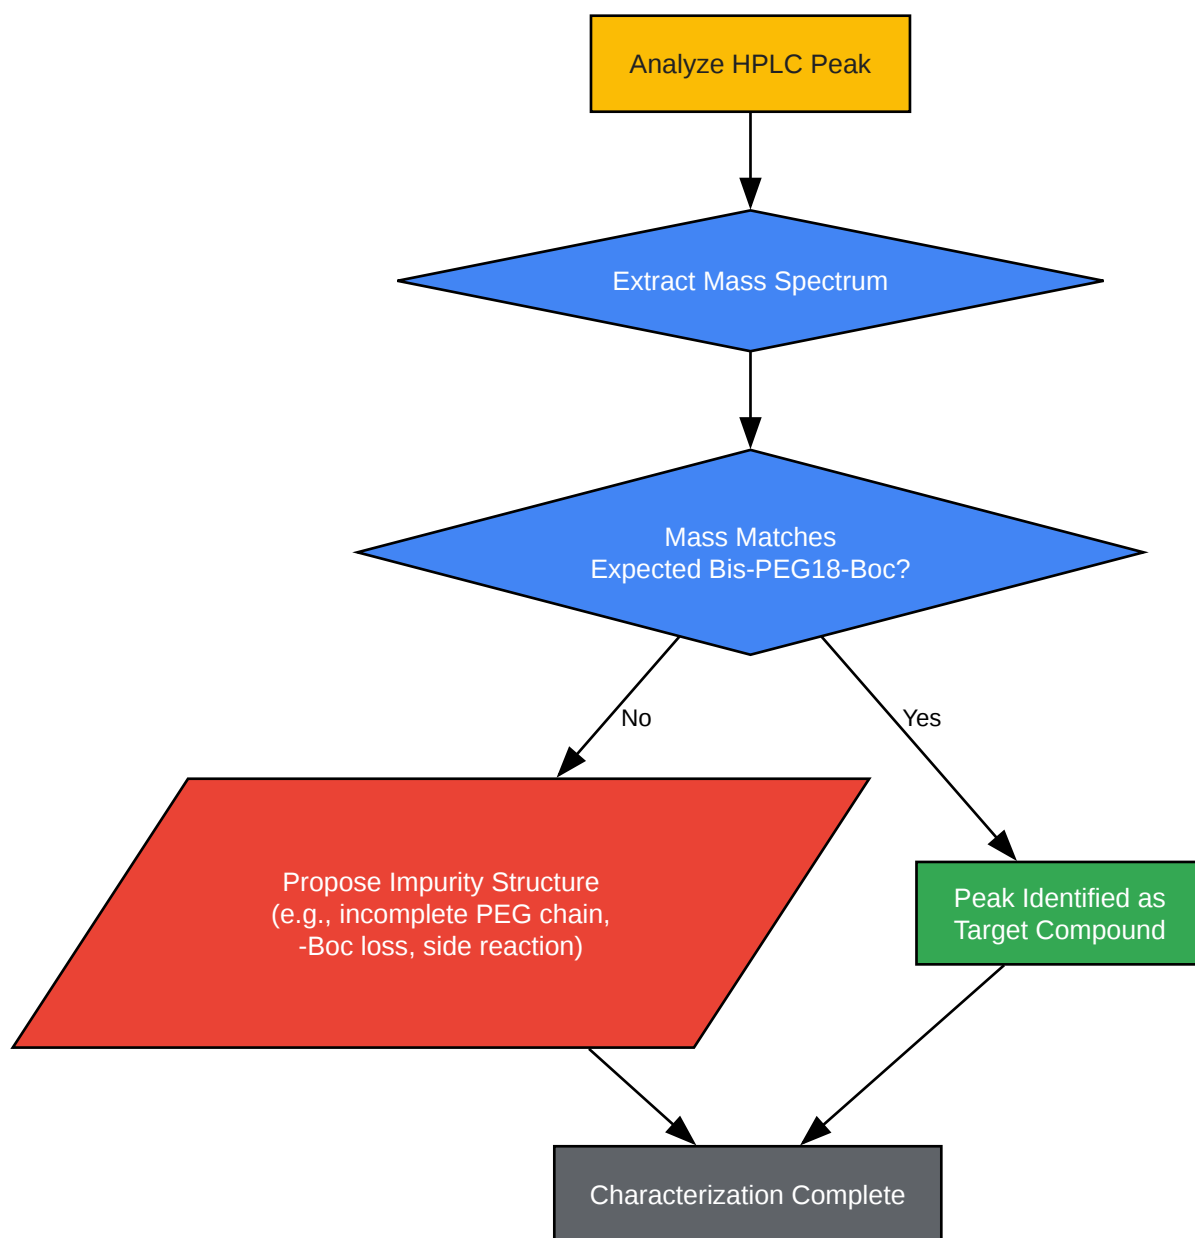 Analyze HPLC Peak
Extract Mass Spectrum
Mass Matches
Expected Bis-PEG18-Boc?
No
Yes
Propose Impurity Structure
(e.g., incomplete PEG chain,
-Boc loss, side reaction)
Peak Identified as
Target Compound
Characterization Complete